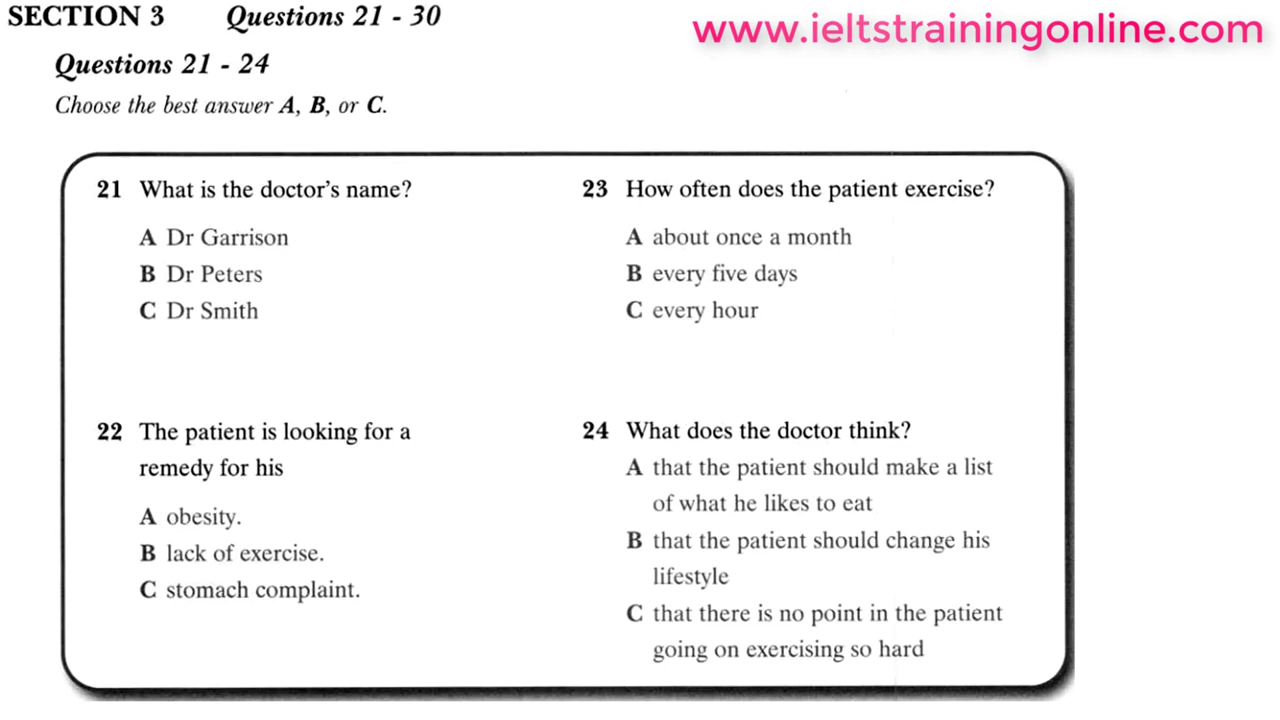 SECTION 3 Questions 21 - 30
www.ieltstrainingonline.com
Questions 21 - 24
Choose the best answer A, B, or C.
21 What is the doctor's name?
A Dr Garrison
B Dr Peters
C Dr Smith
22 The patient is looking for a
remedy for his
A obesity.
B lack of exercise.
C stomach complaint.
23 How often does the patient exercise?
A about once a month
B every five days
C every hour
24 What does the doctor think?
A that the patient should make a list
of what he likes to eat
B that the patient should change his
lifestyle
C that there is no point in the patient
going on exercising so hard